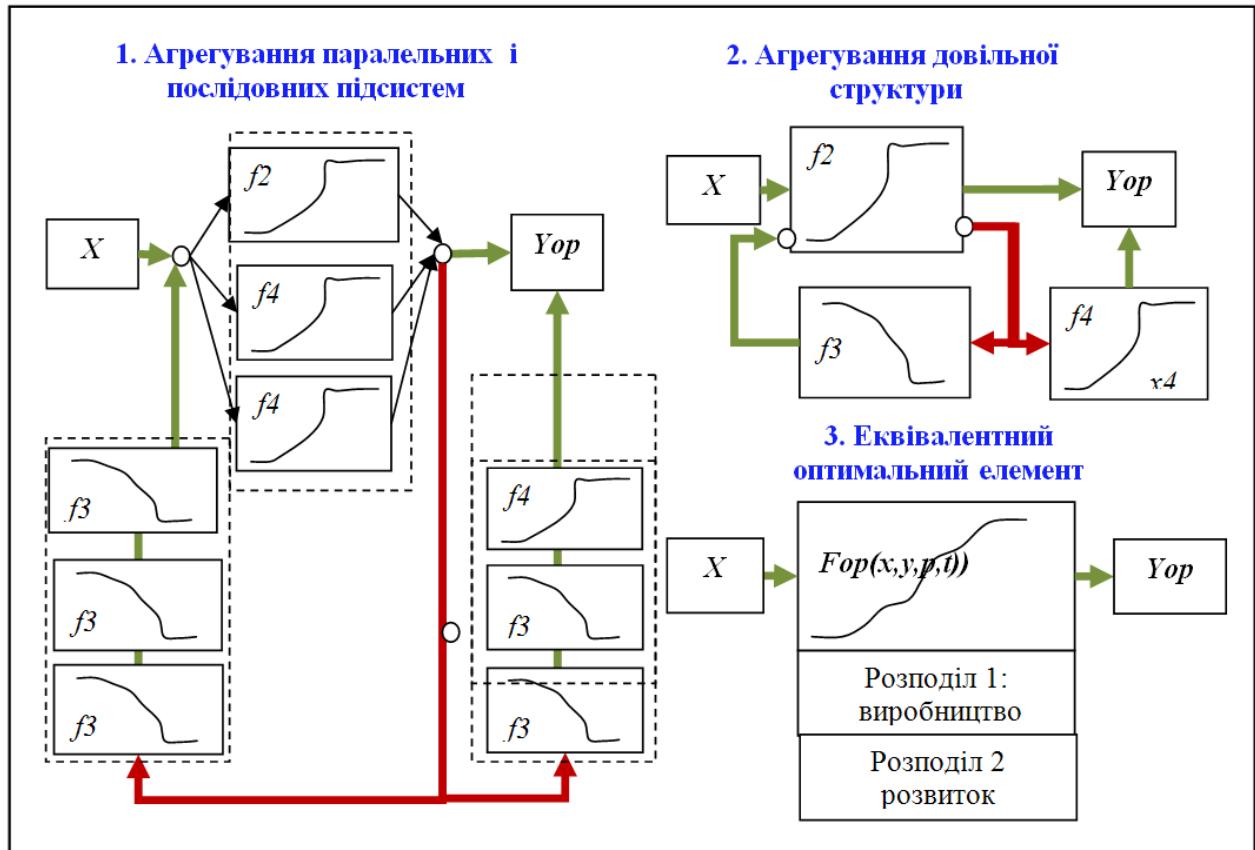 1. Агрегування паралельних і
послідовних підсистем
X
f2
f4
f4
Yop
f3
f3
f3
f4
f3
f3
2. Агрегування довільної
структури
X
f2
Yop
f3
f4
x4
3. Еквівалентний
оптимальний елемент
X
Fop(x,y,p,t))
Yop
Розподіл 1:
виробництво
Розподіл 2
розвиток